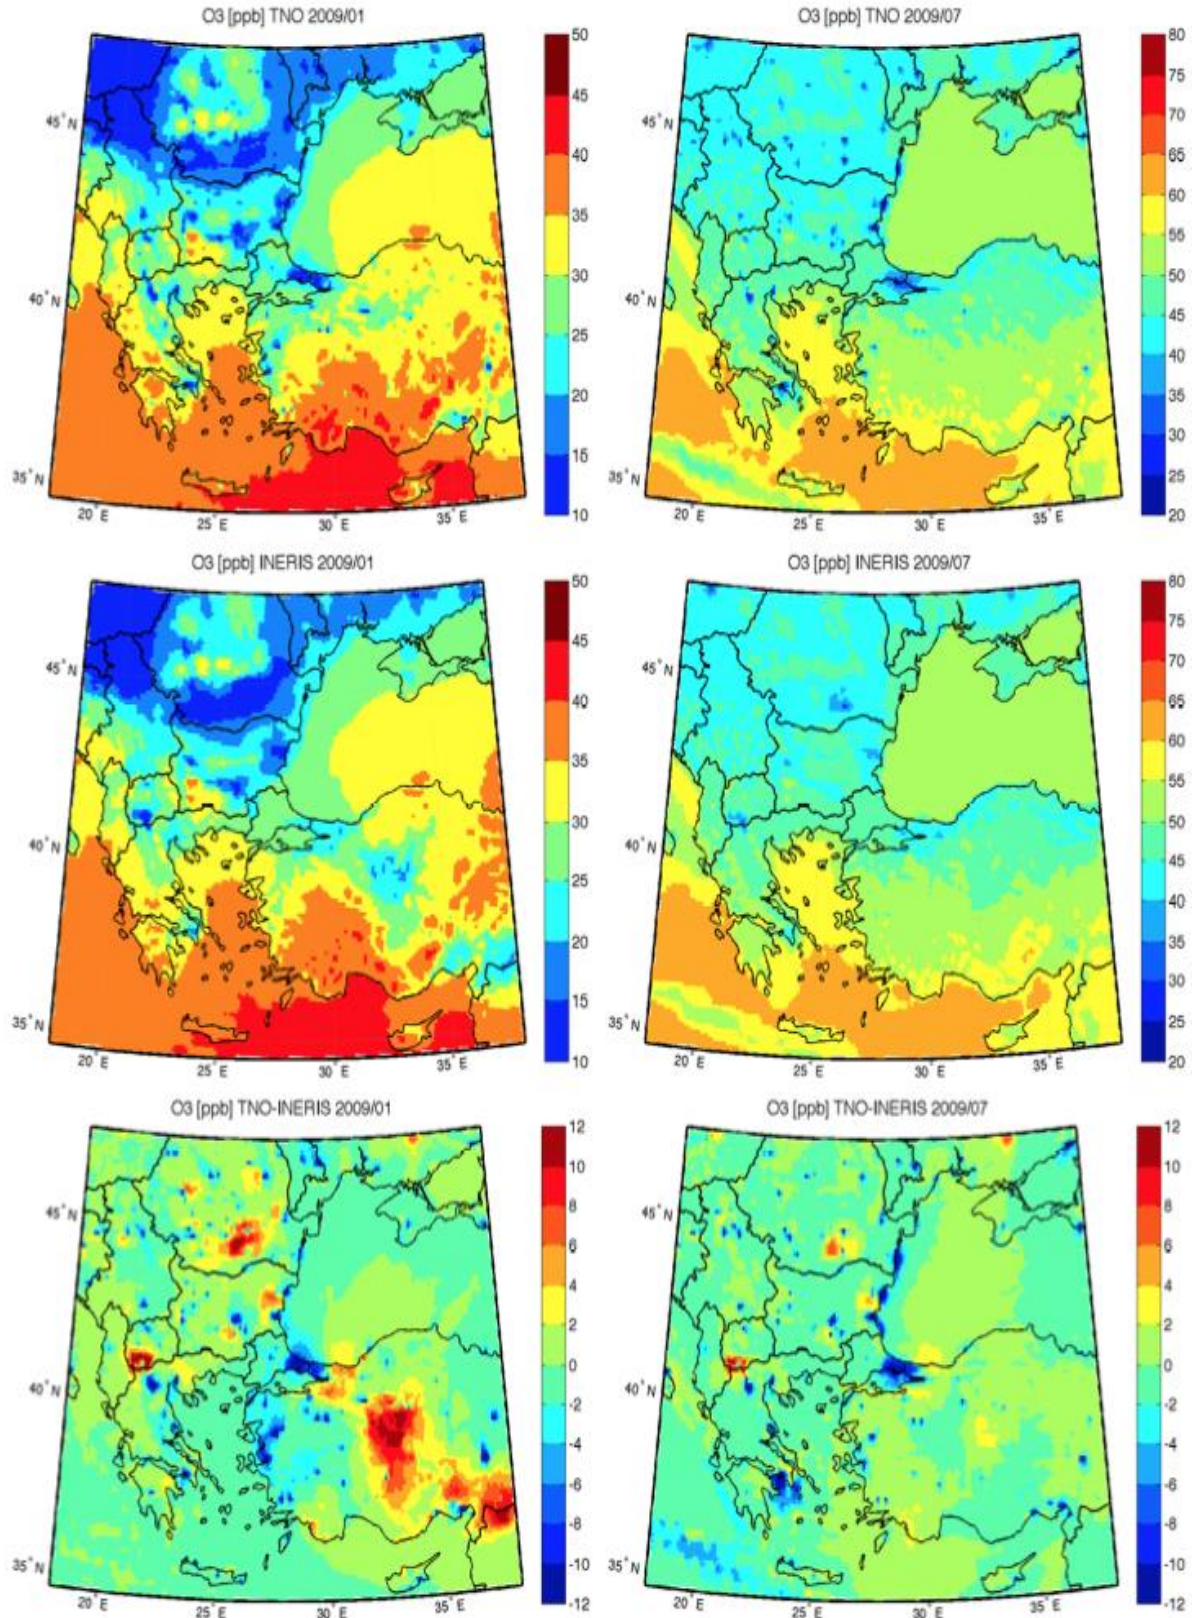 O3 [ppb] TNO 2009/01
50
45
40
35
30
25
20
15
10
45° N
40° N
35° N
20° E
25° E
30° E
35° E
O3 [ppb] TNO 2009/07
80
75
70
65
60
55
50
45
40
35
30
25
20
45° N
40° N
35° N
20° E
25° E
30° E
35° E
O3 [ppb] INERIS 2009/01
50
45
40
35
30
25
20
15
10
45° N
40° N
35° N
20° E
25° E
30° E
35° E
O3 [ppb] INERIS 2009/07
80
75
70
65
60
55
50
45
40
35
30
20
20
45° N
40° N
35° N
20° E
25° E
30° E
35° E
O3 [ppb] TNO-INERIS 2009/01
12
10
8
6
4
2
0
-2
-4
-6
-8
-10
-12
45° N
40° N
35° N
20° E
25° E
30° E
35° E
O3 [ppb] TNO-INERIS 2009/07
12
10
8
6
4
2
0
-2
-4
-6
-8
-10
-12
45° N
40° N
35° N
20° E
25° E
30° E
35° E